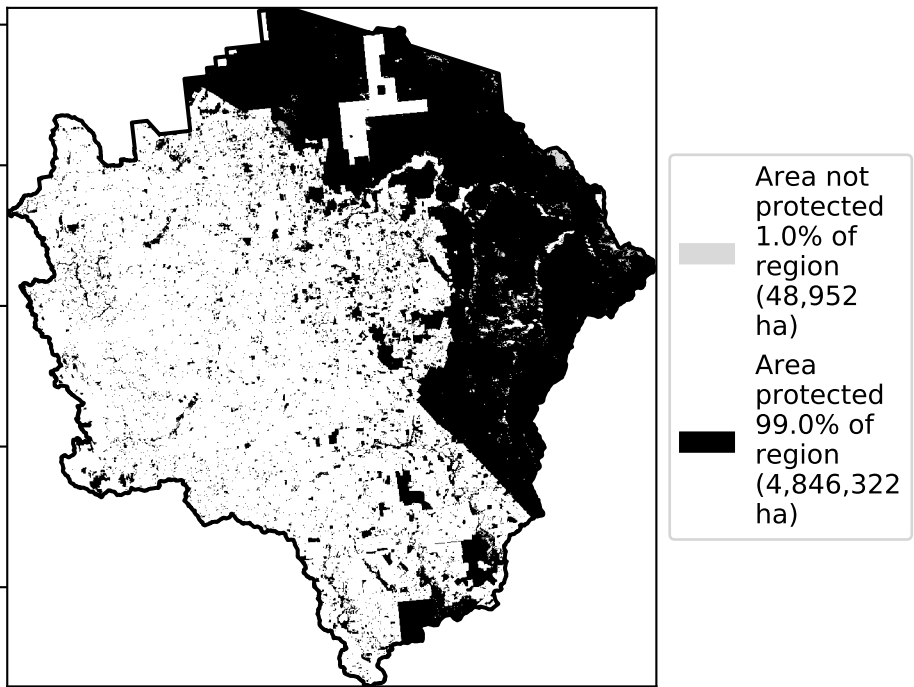 Area not
protected
1.0% of
region
(48,952
ha)
Area
protected
99.0% of
region
(4,846,322
ha)